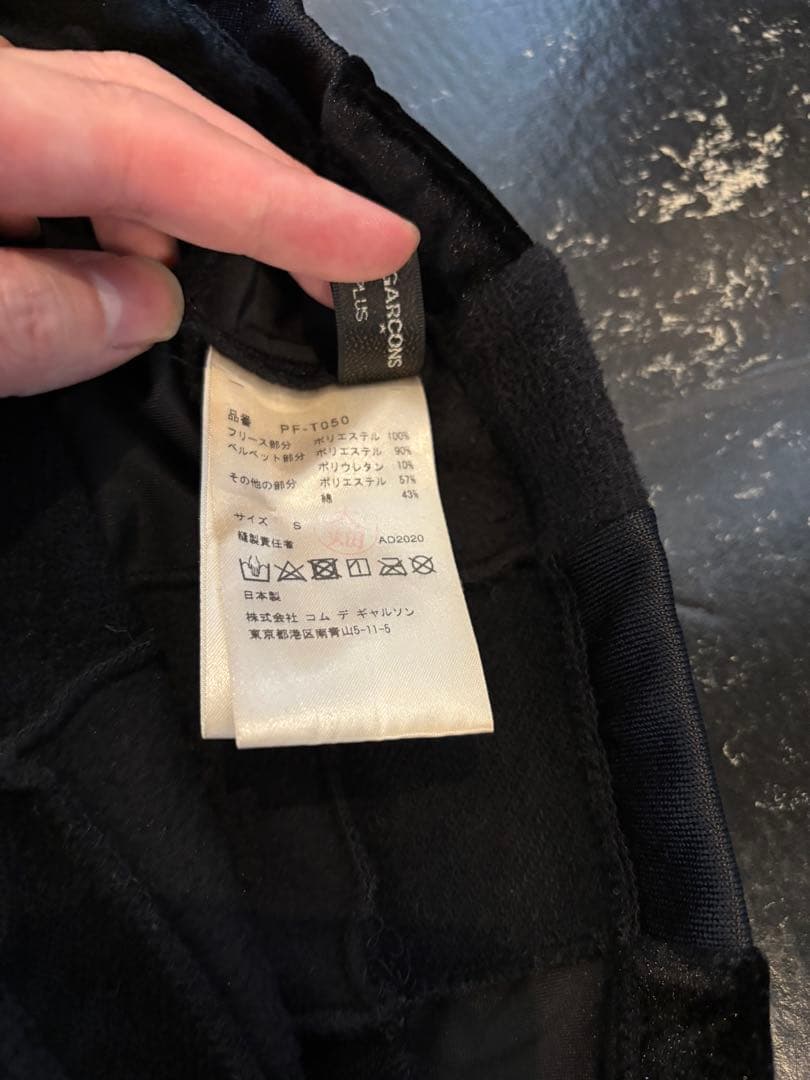 GARCONS
PLUS
品番 PF-T050
フリース部分 ポリエステル 100%
ベルベット部分 ポリエステル 90%
ポリウレタン 10%
その他の部分 ポリエステル 57%
綿 43%
サイズ S
縫製責任者 AD2020
日本製
株式会社 コム デ ギャルソン
東京都港区南青山5-11-5